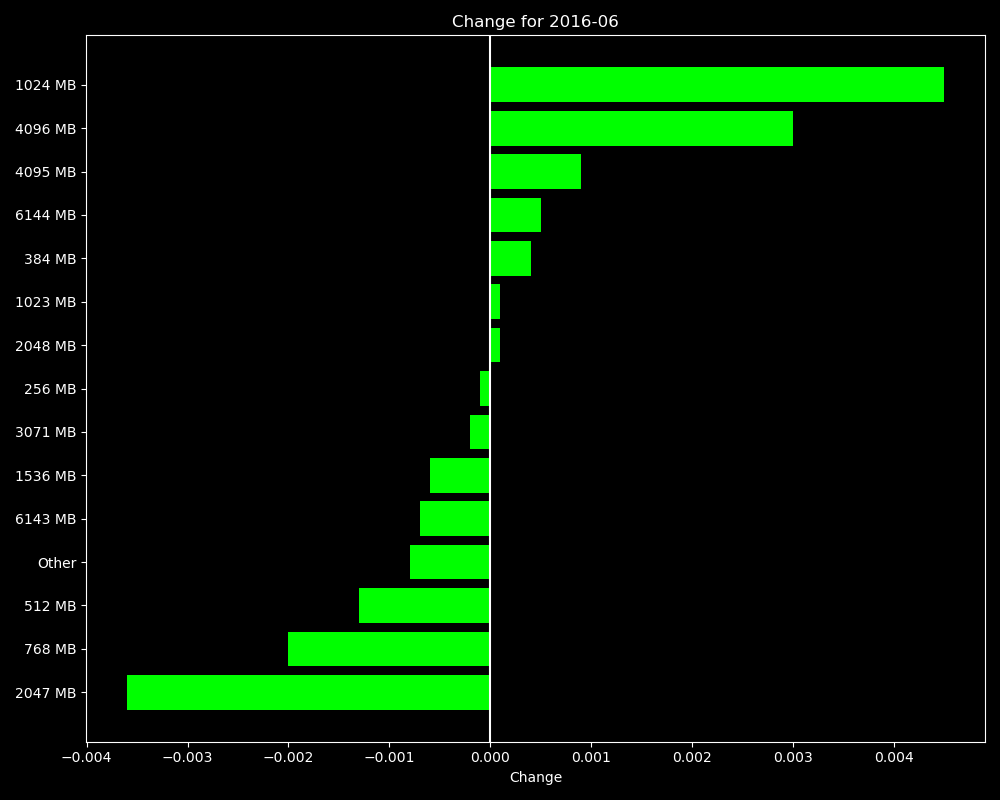 Change for 2016-06
1024 MB
4096 MB
4095 MB
6144 MB
384 MB
1023 MB
2048 MB
256 MB
3071 MB
1536 MB
6143 MB
Other
512 MB
768 MB
2047 MB
−0.004 −0.003 −0.002 −0.001 0.000 0.001 0.002 0.003 0.004
Change